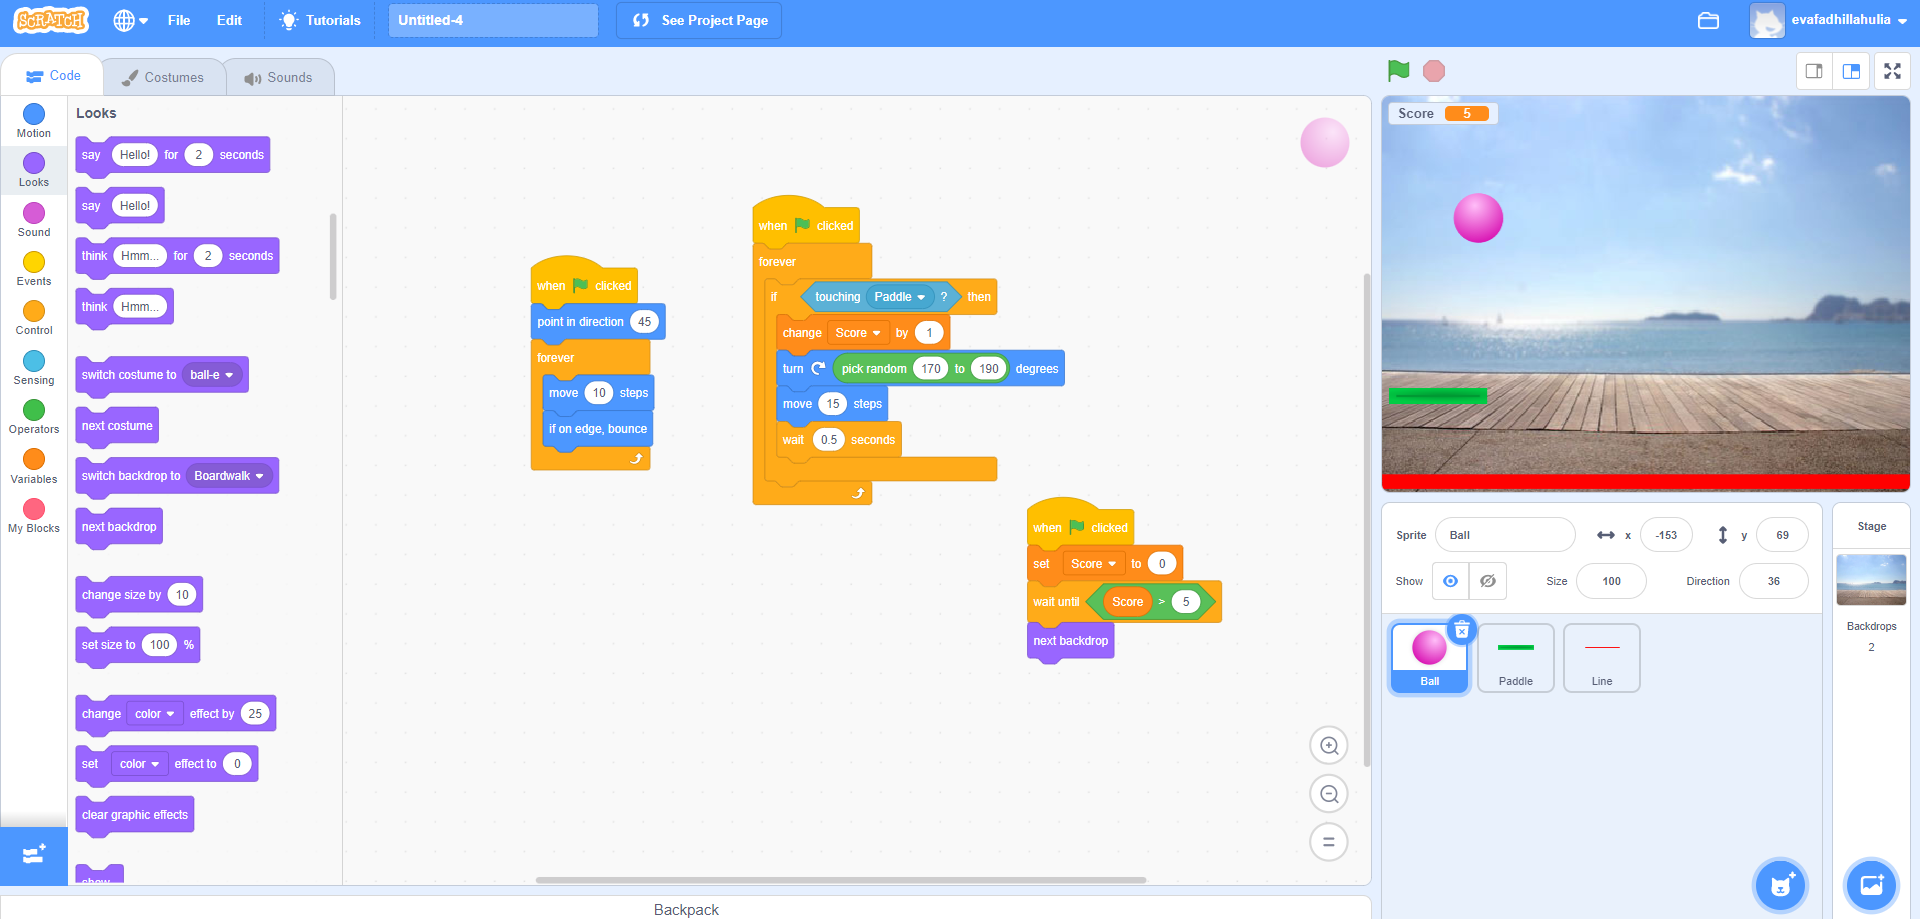 SCRATCH File Edit Tutorials Untitled-4 See Project Page evafadhillahulia
Code Costumes Sounds
Motion
Looks
Sound
Events
Control
Sensing
Operators
Variables
My Blocks
Looks
say Hello! for 2 seconds
say Hello!
think Hmm... for 2 seconds
think Hmm...
switch costume to ball-e
next costume
switch backdrop to Boardwalk
next backdrop
change size by 10
set size to 100 %
change color effect by 25
set color effect to 0
clear graphic effects
show
when clicked
point in direction 45
forever
move 10 steps
if on edge, bounce
when clicked
forever
if touching Paddle ? then
change Score by 1
turn pick random 170 to 190 degrees
move 15 steps
wait 0.5 seconds
when clicked
set Score to 0
wait until Score > 5
next backdrop
Score 5
Sprite Ball x -153 y 69
Show Size 100 Direction 36
Ball Paddle Line
Stage
Backdrops
2
Backpack